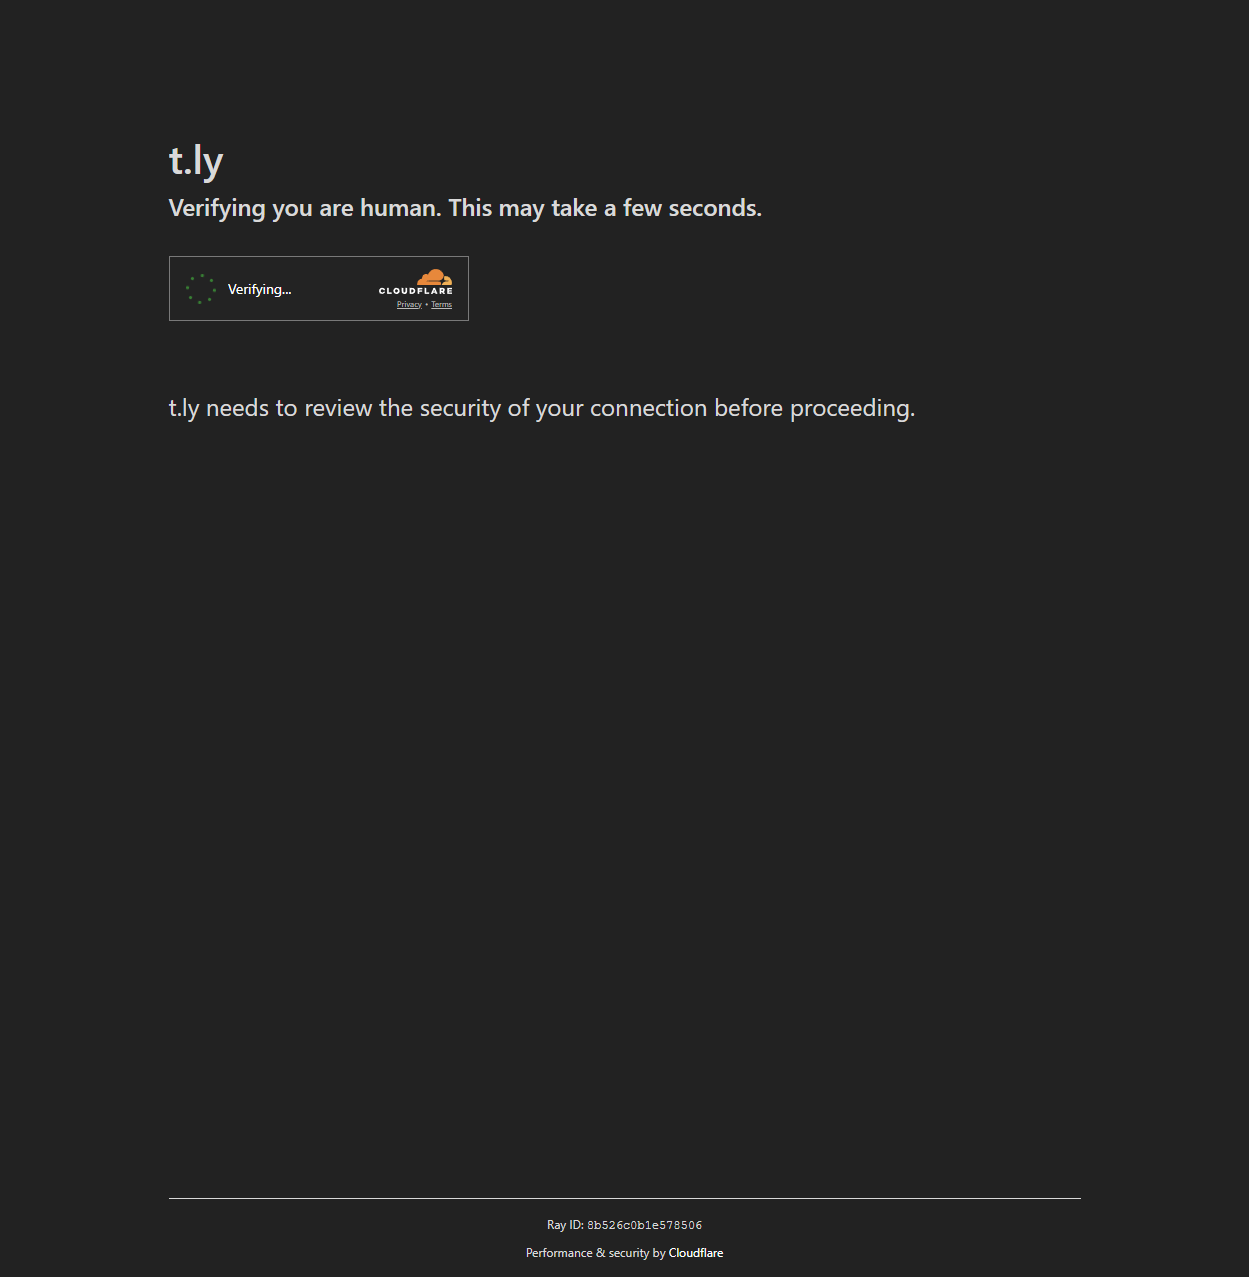 t.ly
Verifying you are human. This may take a few seconds.
Verifying...
CLOUDFLARE
Privacy • Terms
t.ly needs to review the security of your connection before proceeding.
Ray ID: 8b526c0b1e578506
Performance & security by Cloudflare